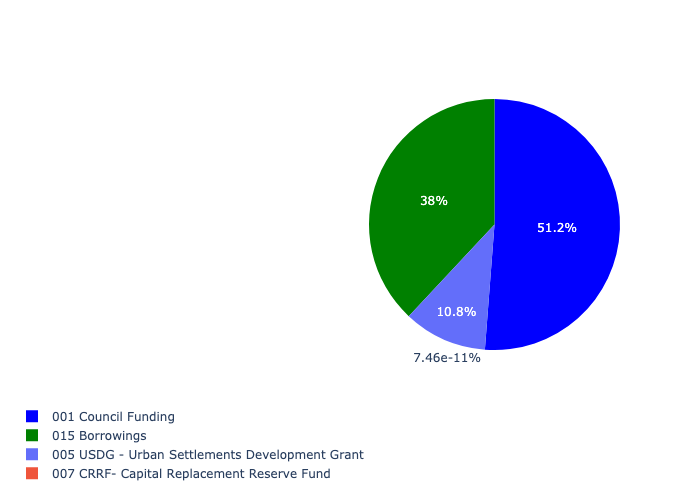 38%
51.2%
10.8%
7.46e-11%
001 Council Funding
015 Borrowings
005 USDG - Urban Settlements Development Grant
007 CRRF- Capital Replacement Reserve Fund